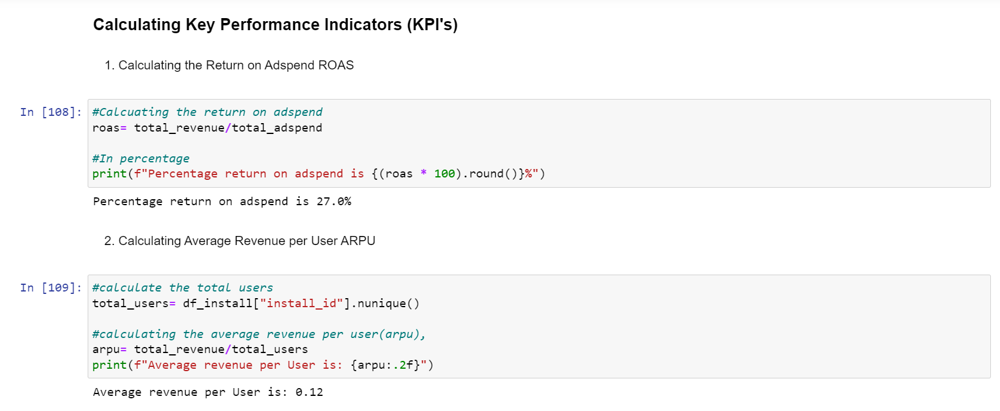 Calculating Key Performance Indicators (KPI's)
1. Calculating the Return on Adspend ROAS
In [108]:
#Calcuating the return on adspend
roas= total_revenue/total_adspend
#In percentage
print(f"Percentage return on adspend is {(roas * 100).round()}%")
Percentage return on adspend is 27.0%
2. Calculating Average Revenue per User ARPU
In [109]:
#calculate the total users
total_users= df_install["install_id"].nunique()
#calculating the average revenue per user(arpu),
arpu= total_revenue/total_users
print(f"Average revenue per User is: {arpu:.2f}")
Average revenue per User is: 0.12